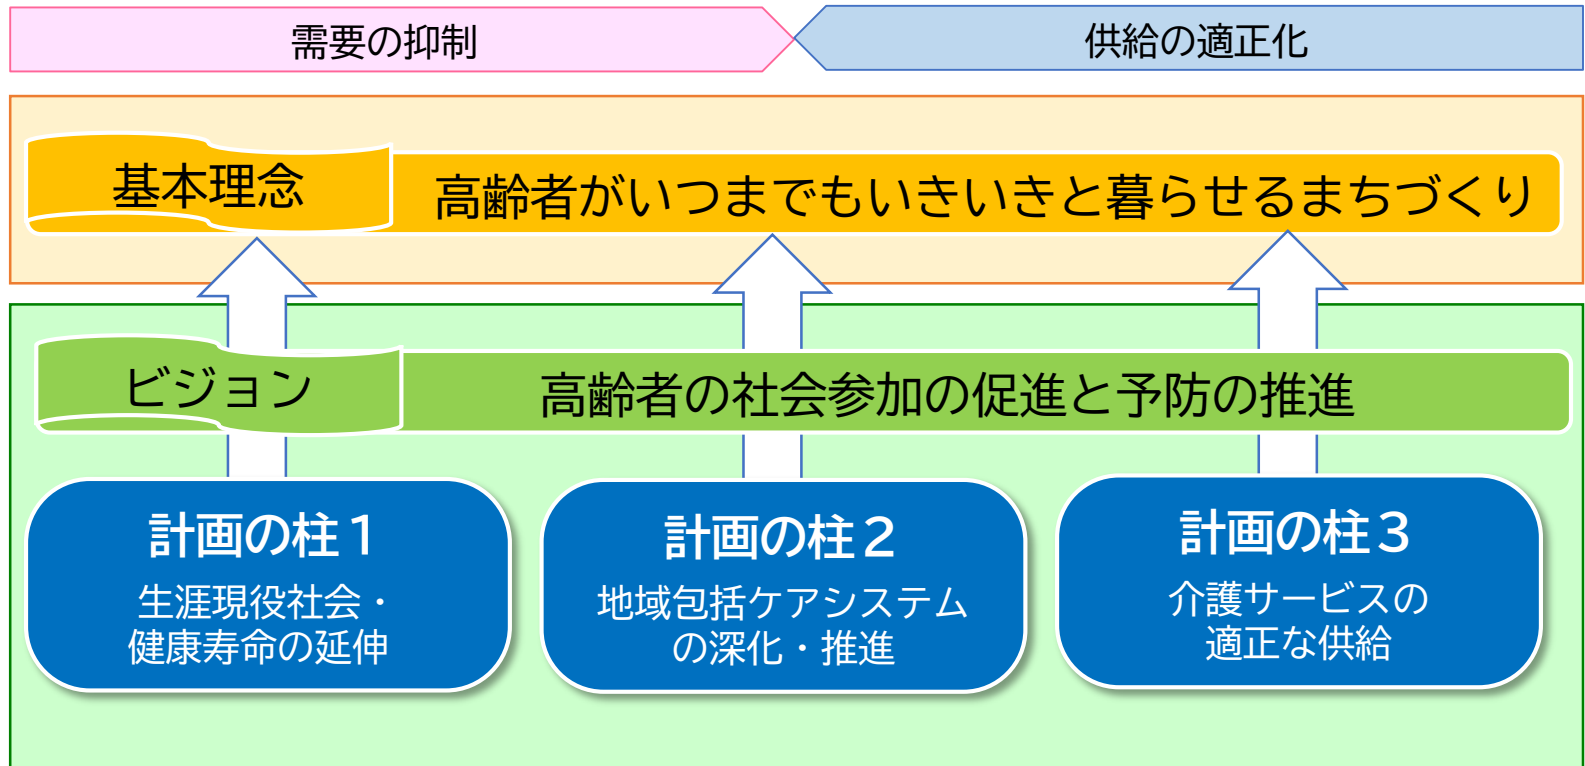 需要の抑制
供給の適正化
基本理念
高齢者がいつまでもいきいきと暮らせるまちづくり
ビジョン
高齢者の社会参加の促進と予防の推進
計画の柱１
生涯現役社会・
健康寿命の延伸
計画の柱２
地域包括ケアシステム
の深化・推進
計画の柱３
介護サービスの
適正な供給